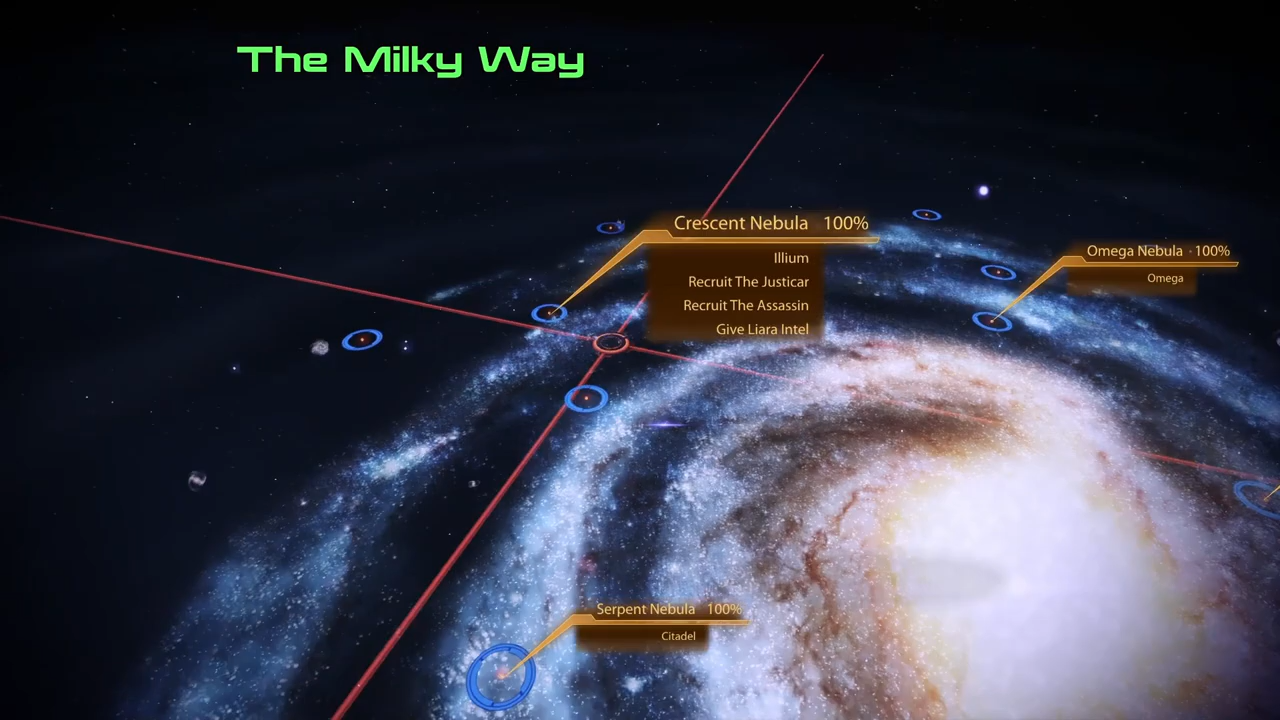 The Milky Way
Crescent Nebula 100%
Illium
Recruit The Justicar
Recruit The Assassin
Give Liara Intel
Omega Nebula 100%
Omega
Serpent Nebula 100%
Citadel